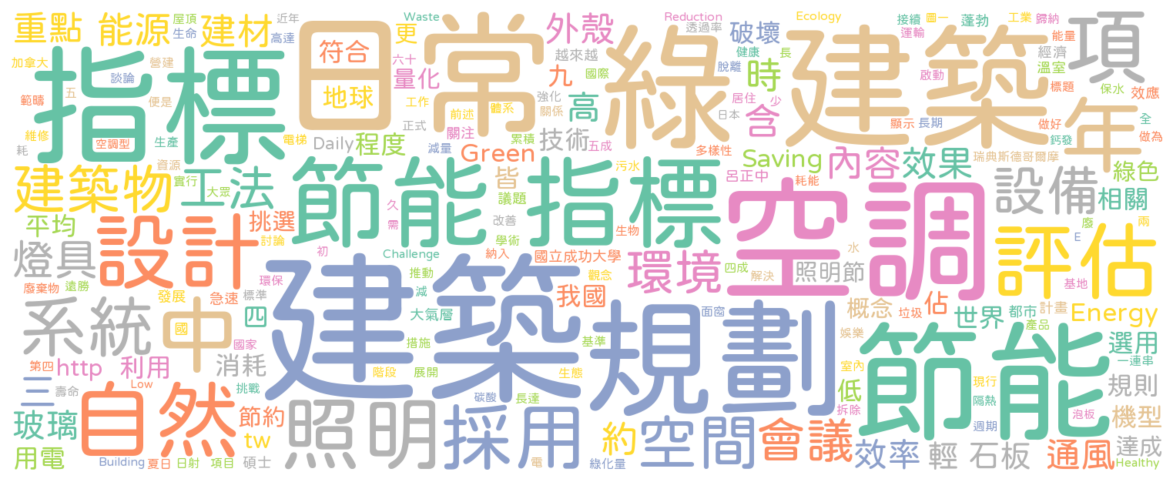 重點
能源
建材
屋頂
近年
生命
高達
Waste
更
外殼
Reduction
透過率
破壞
Ecology
接續
圖一
蓬勃
工業
鐸納
運輸
能量
項
指標
日常
綠建築
年
符合
地球
六十
量化
越來越
九
國際
健康
長
脫離
時
經濟
溫室
啟動
標題
保水
效應
加拿大
談論
營建
範疇
五
便是
維修
生產
耗
空調型
資源
電梯
Daily
程度
工作
前述
體系
強化
關係
高
正式
關注
累積
五成
技術
減量
Green
居住
少
日本
含
顯示
長期
全
做好
鈣發
做為
多樣性
建築物
工法
實行
大眾
節能指標
皆
議題
污水
耗能
呂正中
Saving
內容
效果
瑞典斯德哥爾摩
綠色
設備
相關
廢
兩
平均
設計
挑選
討論
久
需
改善
學術
納入
生物
國立成功大學
空調
水
E
評估
燈具
環保
初
Challenge
觀念
環境
四成
解決
照明節
基地
廢棄物
遠勝
發展
急速
標準
建築
規劃
推動
減
大氣層
我國
面窗
概念
佔
垃圾
世界
都市
計畫
產品
Energy
系統
中
國
四
國家
措施
基準
娛樂
節能
選用
一連串
第四
http
利用
消耗
階段
展開
生態
室內
低
現行
隔熱
規則
三
壽命
Low
挑戰
自然
節約
照明
碳酸
長達
採用
拆除
週期
泡板
機型
玻璃
tw
約
空間
會議
效率
輕
石板
通風
達成
用電
Building
夏日
日射
項目
碩士
電
綠化量
Healthy